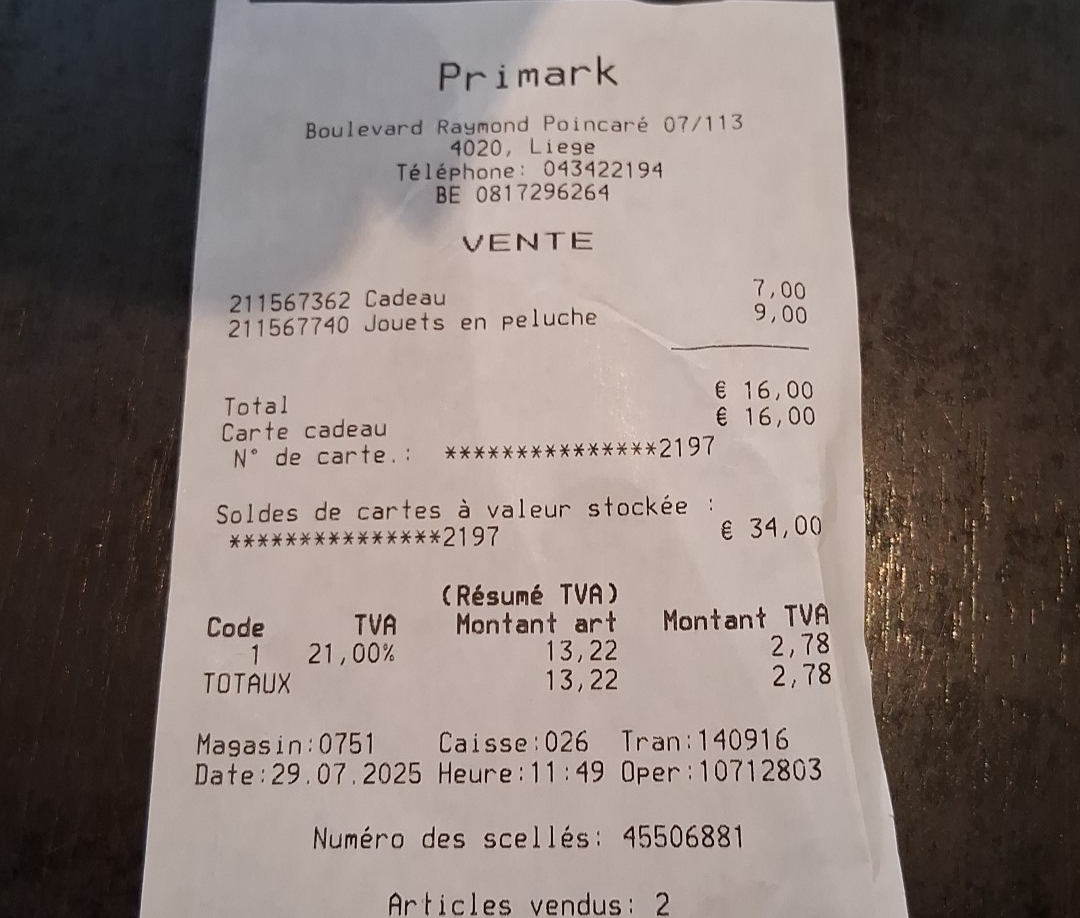 Primark
Boulevard Raymond Poincaré 07/113
4020, Liege
Téléphone: 043422194
BE 0817296264
VENTE
211567362 Cadeau 7,00
211567740 Jouets en peluche 9,00
Total € 16,00
Carte cadeau € 16,00
N° de carte.: ***************2197
Soldes de cartes à valeur stockée :
***************2197 € 34,00
(Résumé TVA)
Code TVA Montant art Montant TVA
1 21,00% 13,22 2,78
TOTAUX 13,22 2,78
Magasin:0751 Caisse:026 Tran:140916
Date:29.07.2025 Heure:11:49 Oper:10712803
Numéro des scellés: 45506881
Articles vendus: 2